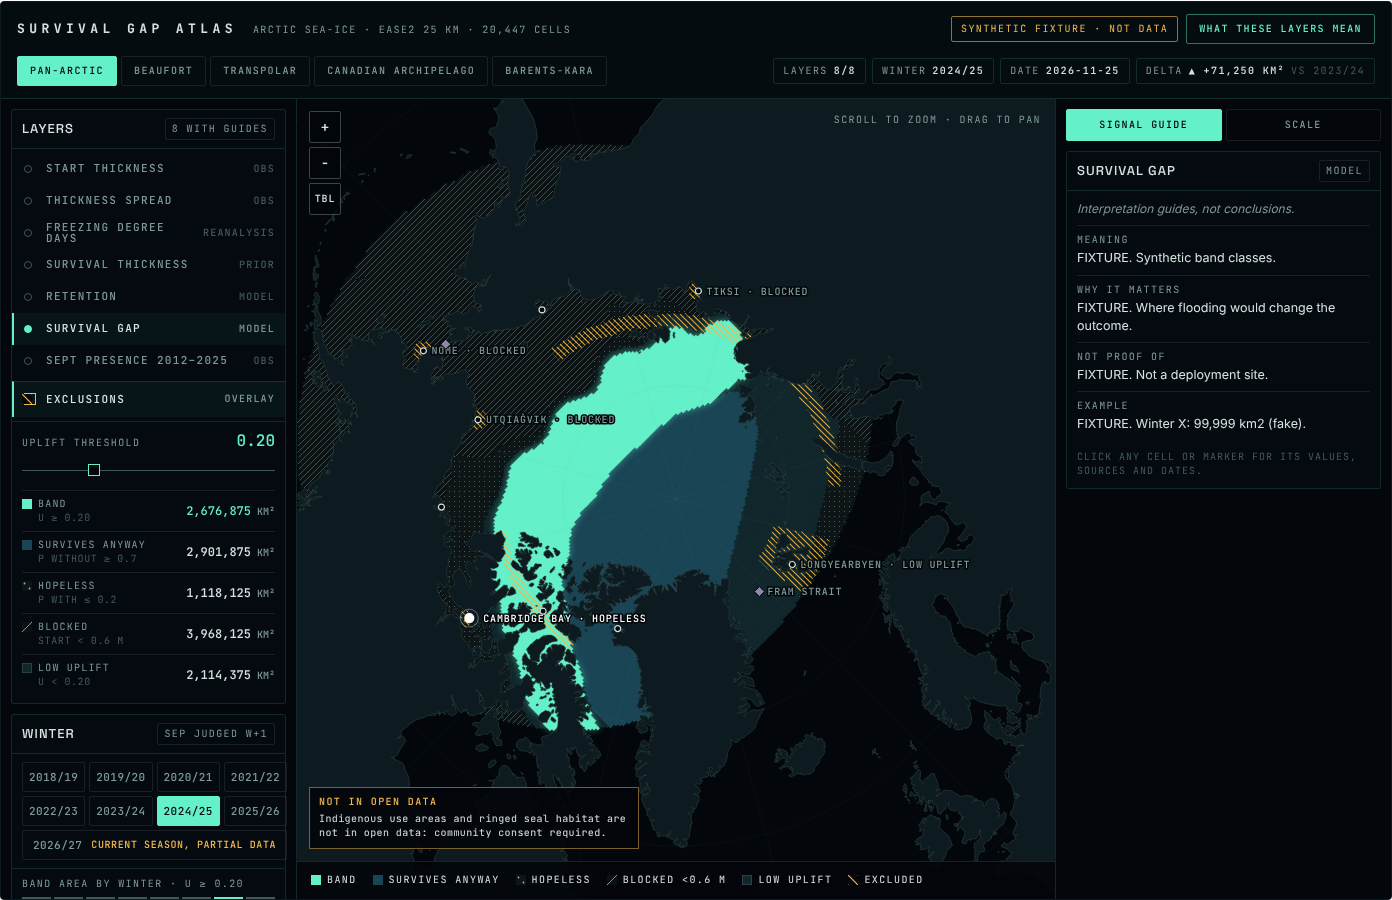 SURVIVAL GAP ATLAS
ARCTIC SEA-ICE · EASE2 25 KM · 20,447 CELLS
SYNTHETIC FIXTURE · NOT DATA
WHAT THESE LAYERS MEAN
PAN-ARCTIC
BEAUFORT
TRANSPOLAR
CANADIAN ARCHIPELAGO
BARENTS-KARA
LAYERS 8/8
WINTER 2024/25
DATE 2026-11-25
DELTA ▲ +71,250 KM² VS 2023/24
LAYERS
8 WITH GUIDES
START THICKNESS OBS
THICKNESS SPREAD OBS
FREEZING DEGREE
DAYS
REANALYSIS
SURVIVAL THICKNESS PRIOR
RETENTION MODEL
SURVIVAL GAP MODEL
SEPT PRESENCE 2012–2025 OBS
EXCLUSIONS OVERLAY
UPLIFT THRESHOLD 0.20
BAND
U ≥ 0.20
2,676,875 KM²
SURVIVES ANYWAY
P WITHOUT ≥ 0.7
2,901,875 KM²
HOPELESS
P WITH ≤ 0.2
1,118,125 KM²
BLOCKED
START < 0.6 M
3,968,125 KM²
LOW UPLIFT
U < 0.20
2,114,375 KM²
WINTER
SEP JUDGED W+1
2018/19 2019/20 2020/21 2021/22
2022/23 2023/24 2024/25 2025/26
2026/27 CURRENT SEASON, PARTIAL DATA
BAND AREA BY WINTER · U ≥ 0.20
+
-
TBL
SCROLL TO ZOOM · DRAG TO PAN
TIKSI · BLOCKED
NOME · BLOCKED
UTQIAĠVIK · BLOCKED
LONGYEARBYEN · LOW UPLIFT
FRAM STRAIT
CAMBRIDGE BAY · HOPELESS
NOT IN OPEN DATA
Indigenous use areas and ringed seal habitat are
not in open data: community consent required.
BAND
SURVIVES ANYWAY
HOPELESS
BLOCKED <0.6 M
LOW UPLIFT
EXCLUDED
SIGNAL GUIDE
SCALE
SURVIVAL GAP
MODEL
Interpretation guides, not conclusions.
MEANING
FIXTURE. Synthetic band classes.
WHY IT MATTERS
FIXTURE. Where flooding would change the
outcome.
NOT PROOF OF
FIXTURE. Not a deployment site.
EXAMPLE
FIXTURE. Winter X: 99,999 km2 (fake).
CLICK ANY CELL OR MARKER FOR ITS VALUES,
SOURCES AND DATES.